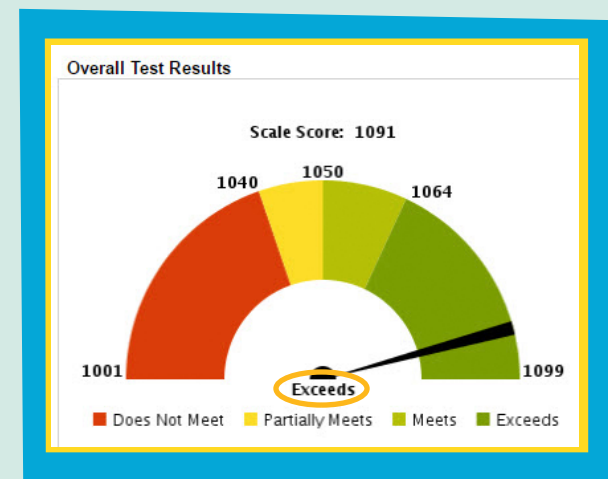 Overall Test Results
Scale Score: 1091
1050
1040
1064
1001
1099
Exceeds
Does Not Meet Partially Meets Meets Exceeds